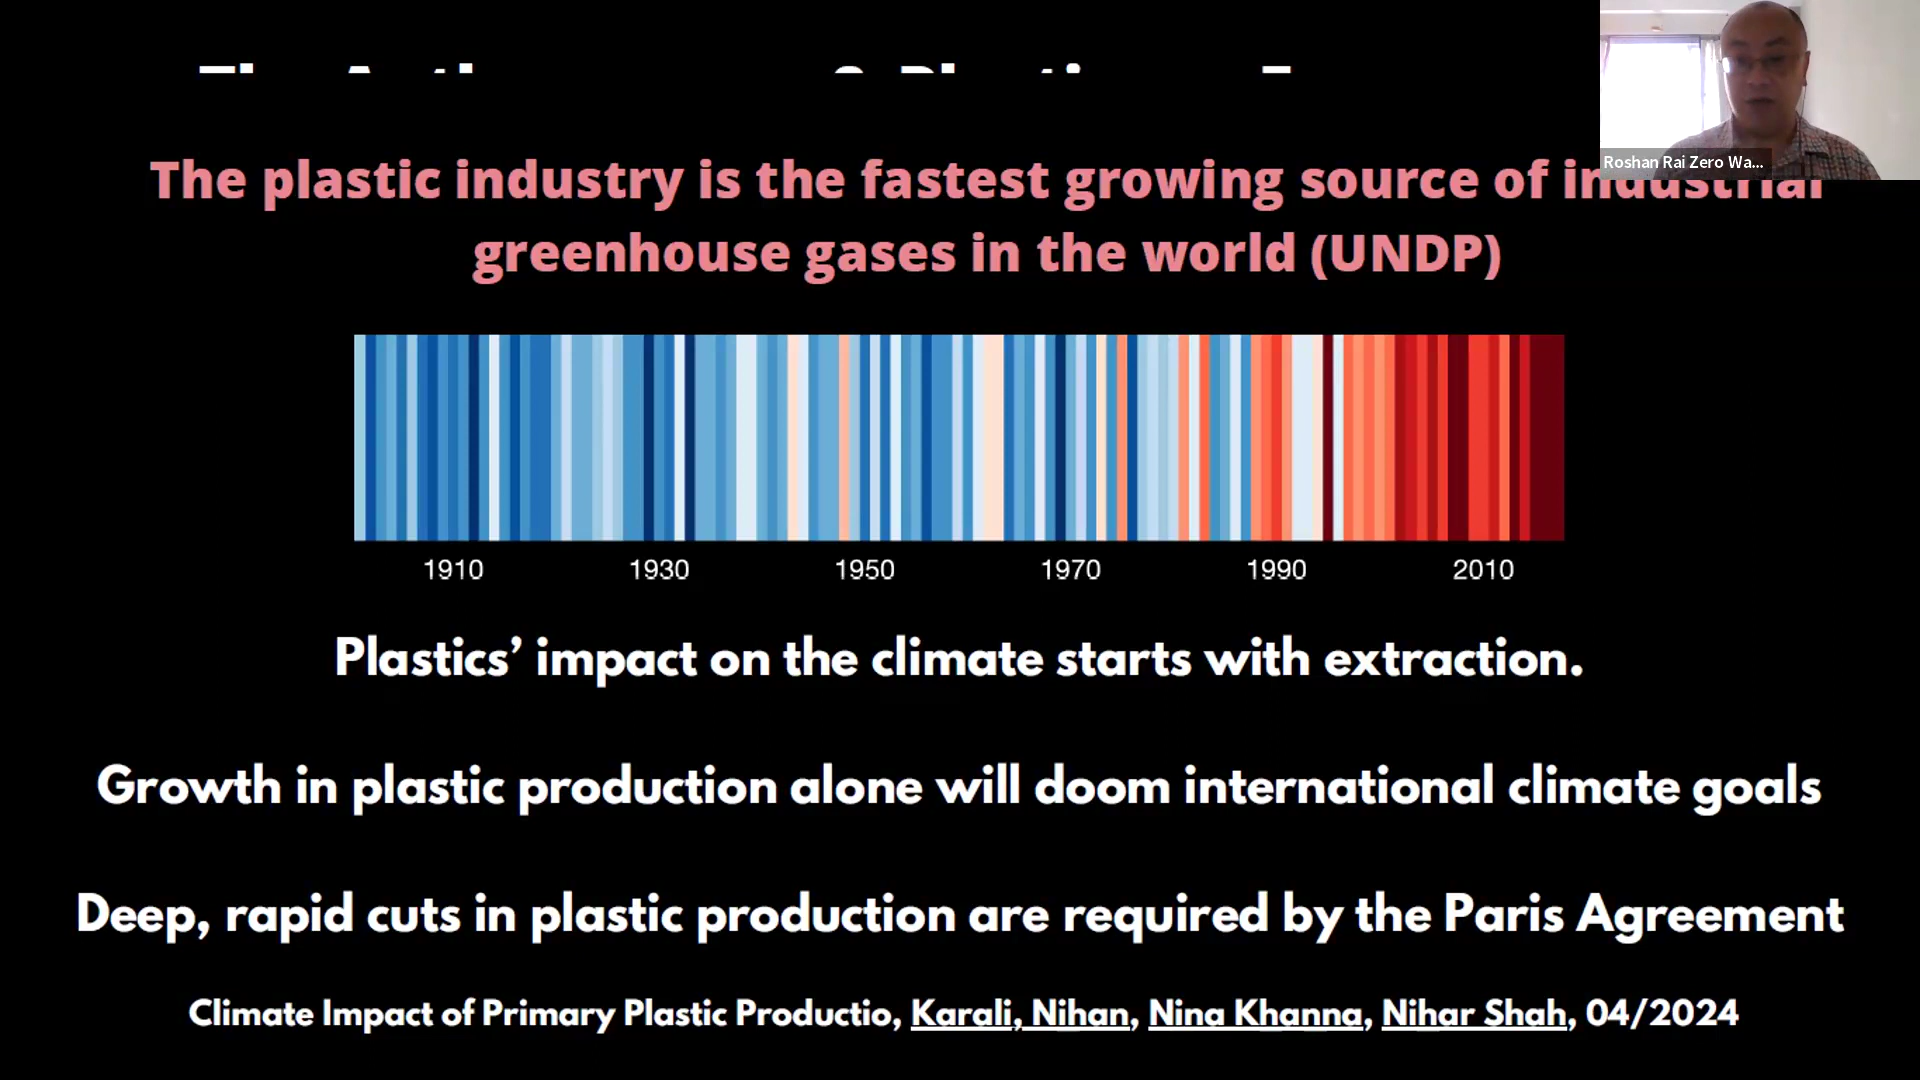 Roshan Rai Zero Wa...
The plastic industry is the fastest growing source of industrial
greenhouse gases in the world (UNDP)
1910 1930 1950 1970 1990 2010
Plastics’ impact on the climate starts with extraction.
Growth in plastic production alone will doom international climate goals
Deep, rapid cuts in plastic production are required by the Paris Agreement
Climate Impact of Primary Plastic Productio, Karali, Nihan, Nina Khanna, Nihar Shah, 04/2024